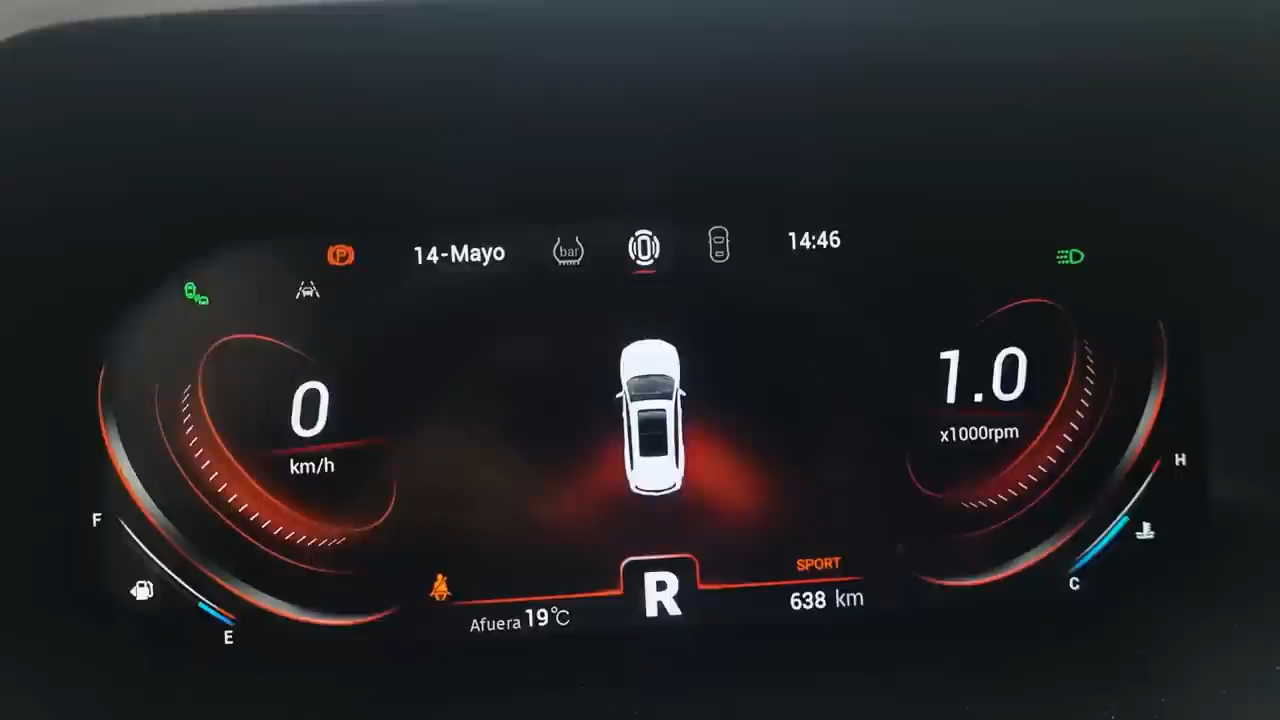 14-Mayo
bar
14:46
P
0
km/h
1.0
x1000rpm
F
E
H
C
SPORT
R
Afuera 19°C
638 km